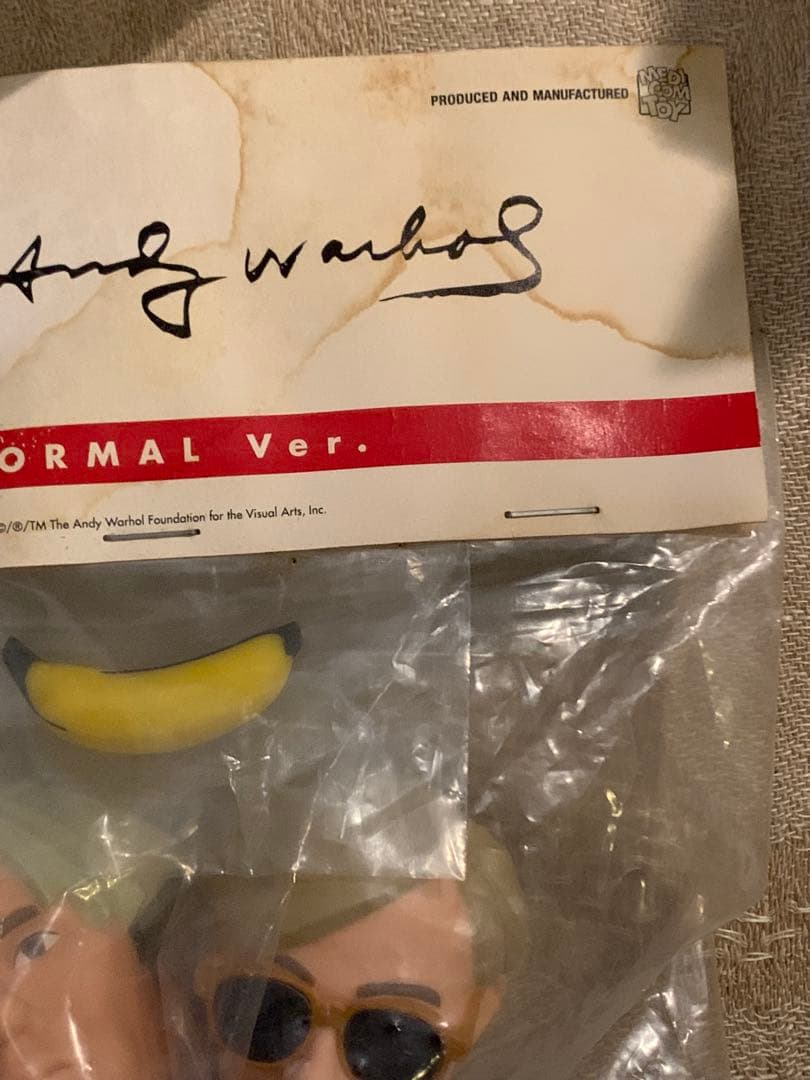 PRODUCED AND MANUFACTURED
MEDI
COM
TOY
Andy Warhol
ORMAL Ver.
©/®/TM The Andy Warhol Foundation for the Visual Arts, Inc.